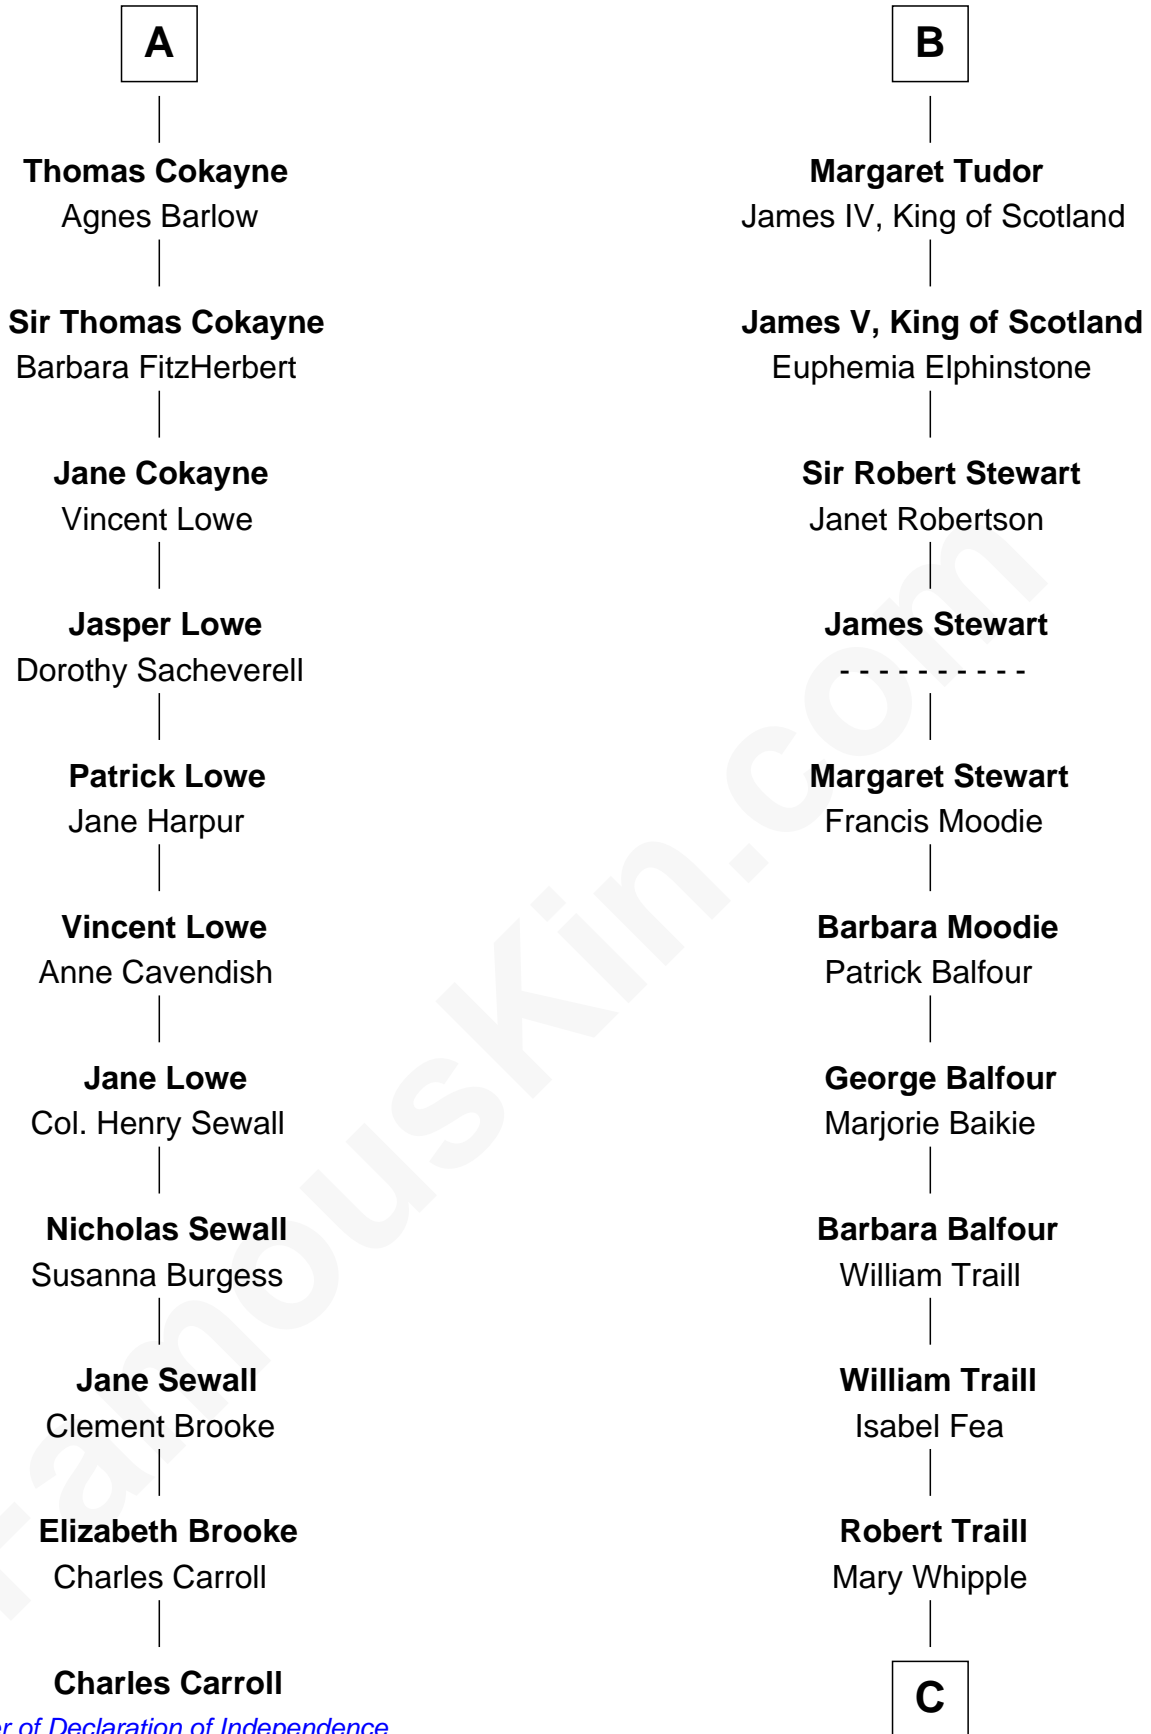 A
Thomas Cokayne
Agnes Barlow
Sir Thomas Cokayne
Barbara FitzHerbert
Jane Cokayne
Vincent Lowe
Jasper Lowe
Dorothy Sacheverell
Patrick Lowe
Jane Harpur
Vincent Lowe
Anne Cavendish
Jane Lowe
Col. Henry Sewall
Nicholas Sewall
Susanna Burgess
Jane Sewall
Clement Brooke
Elizabeth Brooke
Charles Carroll
Charles Carroll
of Declaration of Independence
B
Margaret Tudor
James IV, King of Scotland
James V, King of Scotland
Euphemia Elphinstone
Sir Robert Stewart
Janet Robertson
James Stewart
- - - - - - - - - -
Margaret Stewart
Francis Moodie
Barbara Moodie
Patrick Balfour
George Balfour
Marjorie Baikie
Barbara Balfour
William Traill
William Traill
Isabel Fea
Robert Traill
Mary Whipple
C
FamousKin.com